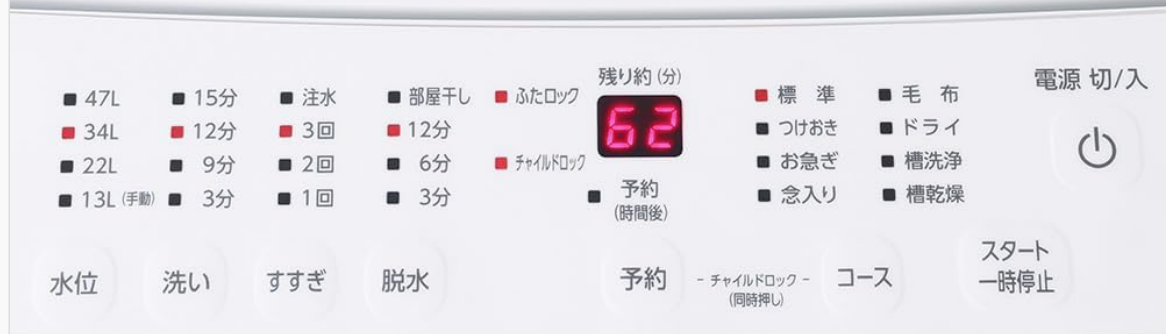 残り約(分)
電源 切/入
47L 15分 注水 部屋干し ふたロック 62 標準 毛布
34L 12分 3回 12分 つけおき ドライ
22L 9分 2回 6分 チャイルドロック お急ぎ 槽洗浄
13L(手動) 3分 1回 3分 予約 念入り 槽乾燥
(時間後)
水位 洗い すすぎ 脱水 予約 - チャイルドロック - コース スタート
(同時押し) 一時停止